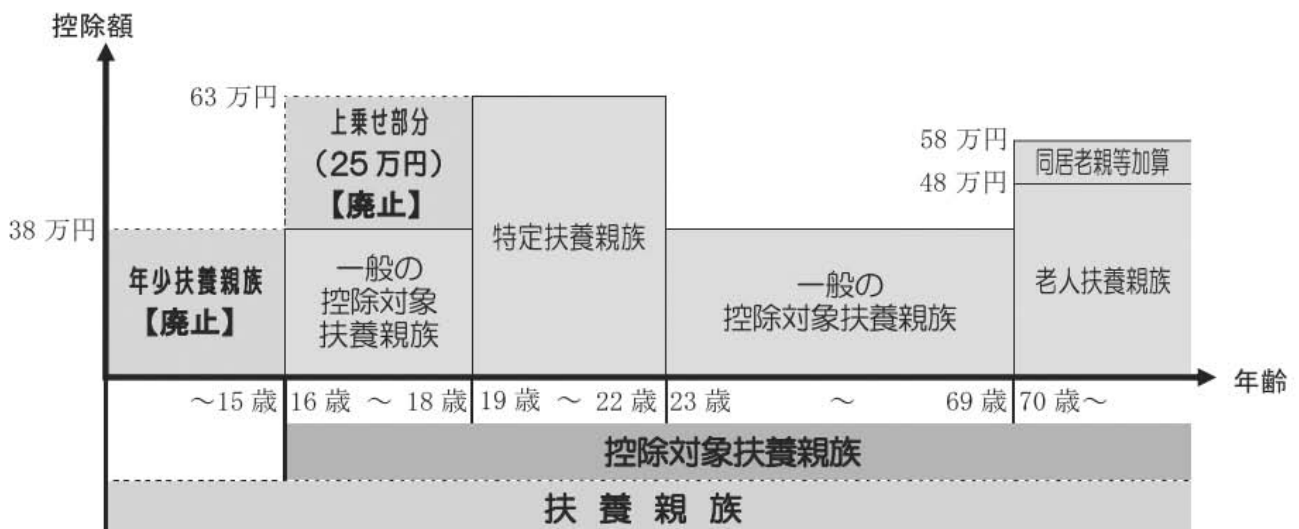 控除額
63 万円
上乗せ部分
(25 万円)
【廃止】
58 万円
同居老親等加算
48 万円
38 万円
特定扶養親族
年少扶養親族
【廃止】
一般の
控除対象
扶養親族
一般の
控除対象扶養親族
老人扶養親族
～15 歳
16 歳 ～ 18 歳
19 歳 ～ 22 歳
23 歳 ～ 69 歳
70 歳～
年齢
控除対象扶養親族
扶 養 親 族